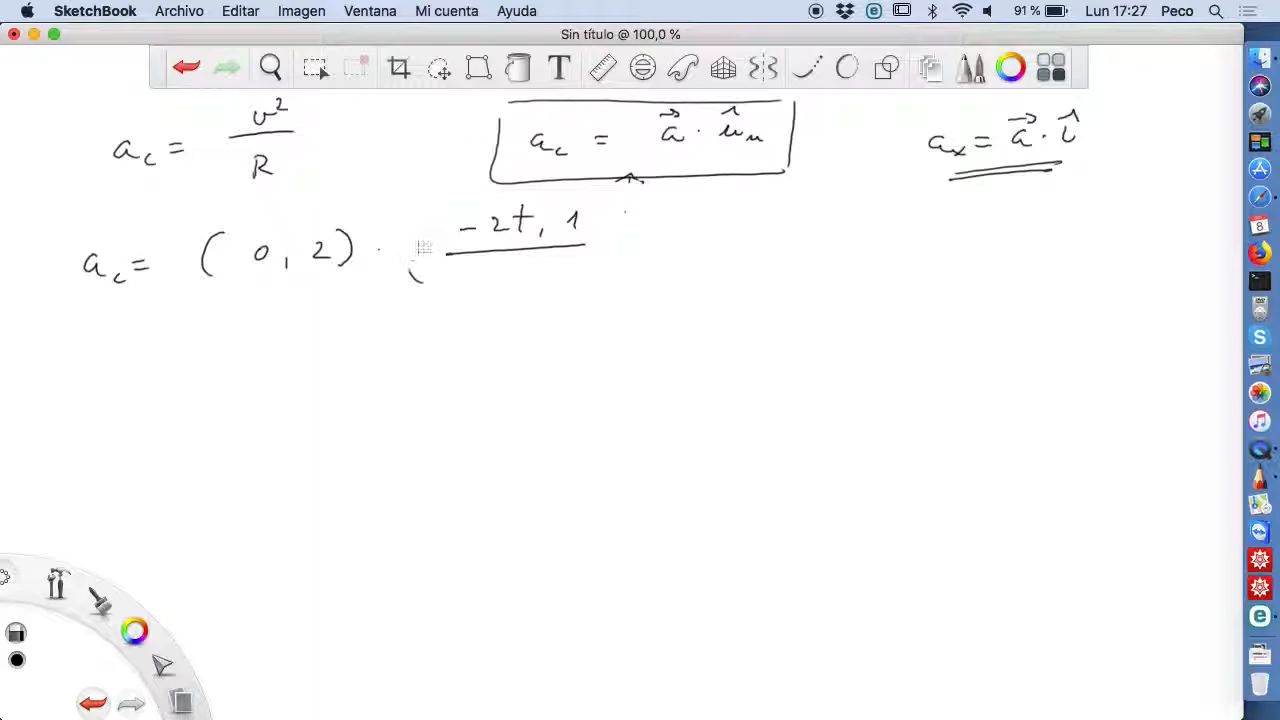 SketchBook Archivo Editar Imagen Ventana Mi cuenta Ayuda 91 % Lun 17:27 Peco
Sin título @ 100,0 %
a_c = v² / R
a_c = a⃗ · û_n
a_x = a⃗ · î
a_c = ( 0, 2 ) · ( -2t, 1